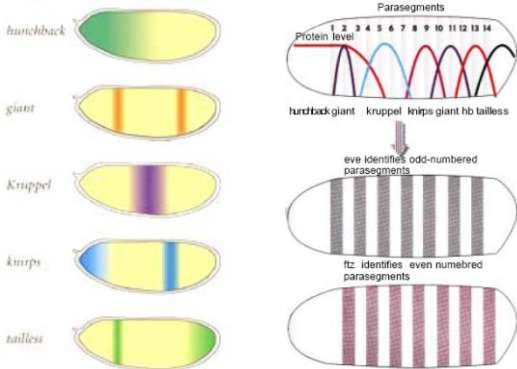 hunchback
giant
Krüppel
knirps
tailless
Parasegments
1 2 3 4 5 6 7 8 9 10 11 12 13 14
Protein level
hunchback giant kruppel knirps giant hb tailless
eve identifies odd-numbered
parasegments
ftz identifies even numebred
parasegments